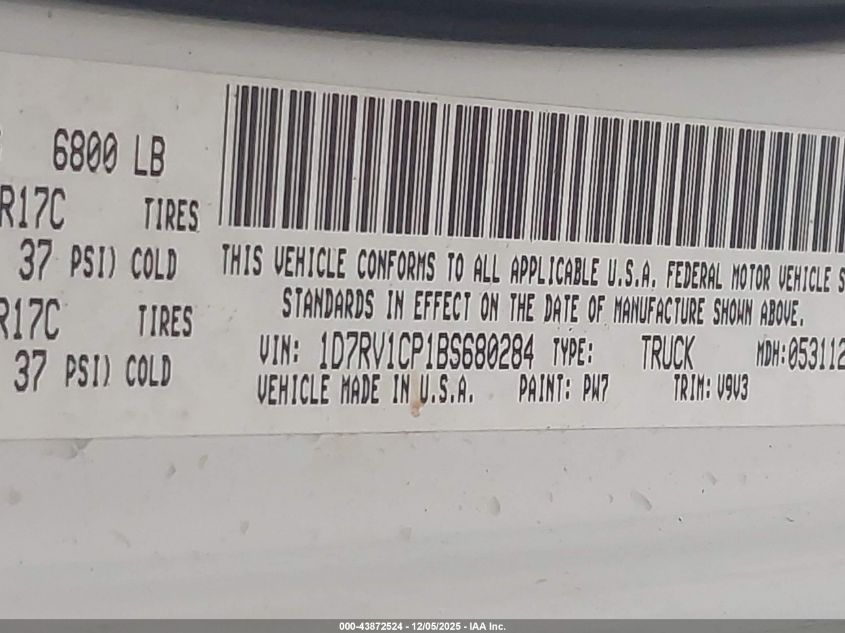 6800 LB
R17C TIRES
37 PSI) COLD
R17C TIRES
37 PSI) COLD
THIS VEHICLE CONFORMS TO ALL APPLICABLE U.S.A. FEDERAL MOTOR VEHICLE S
STANDARDS IN EFFECT ON THE DATE OF MANUFACTURE SHOWN ABOVE.
VIN: 1D7RV1CP1BS680284 TYPE: TRUCK MDH:053112
VEHICLE MADE IN U.S.A. PAINT: PW7 TRIM: V9V3
000-43872524 - 12/05/2025 - IAA Inc.